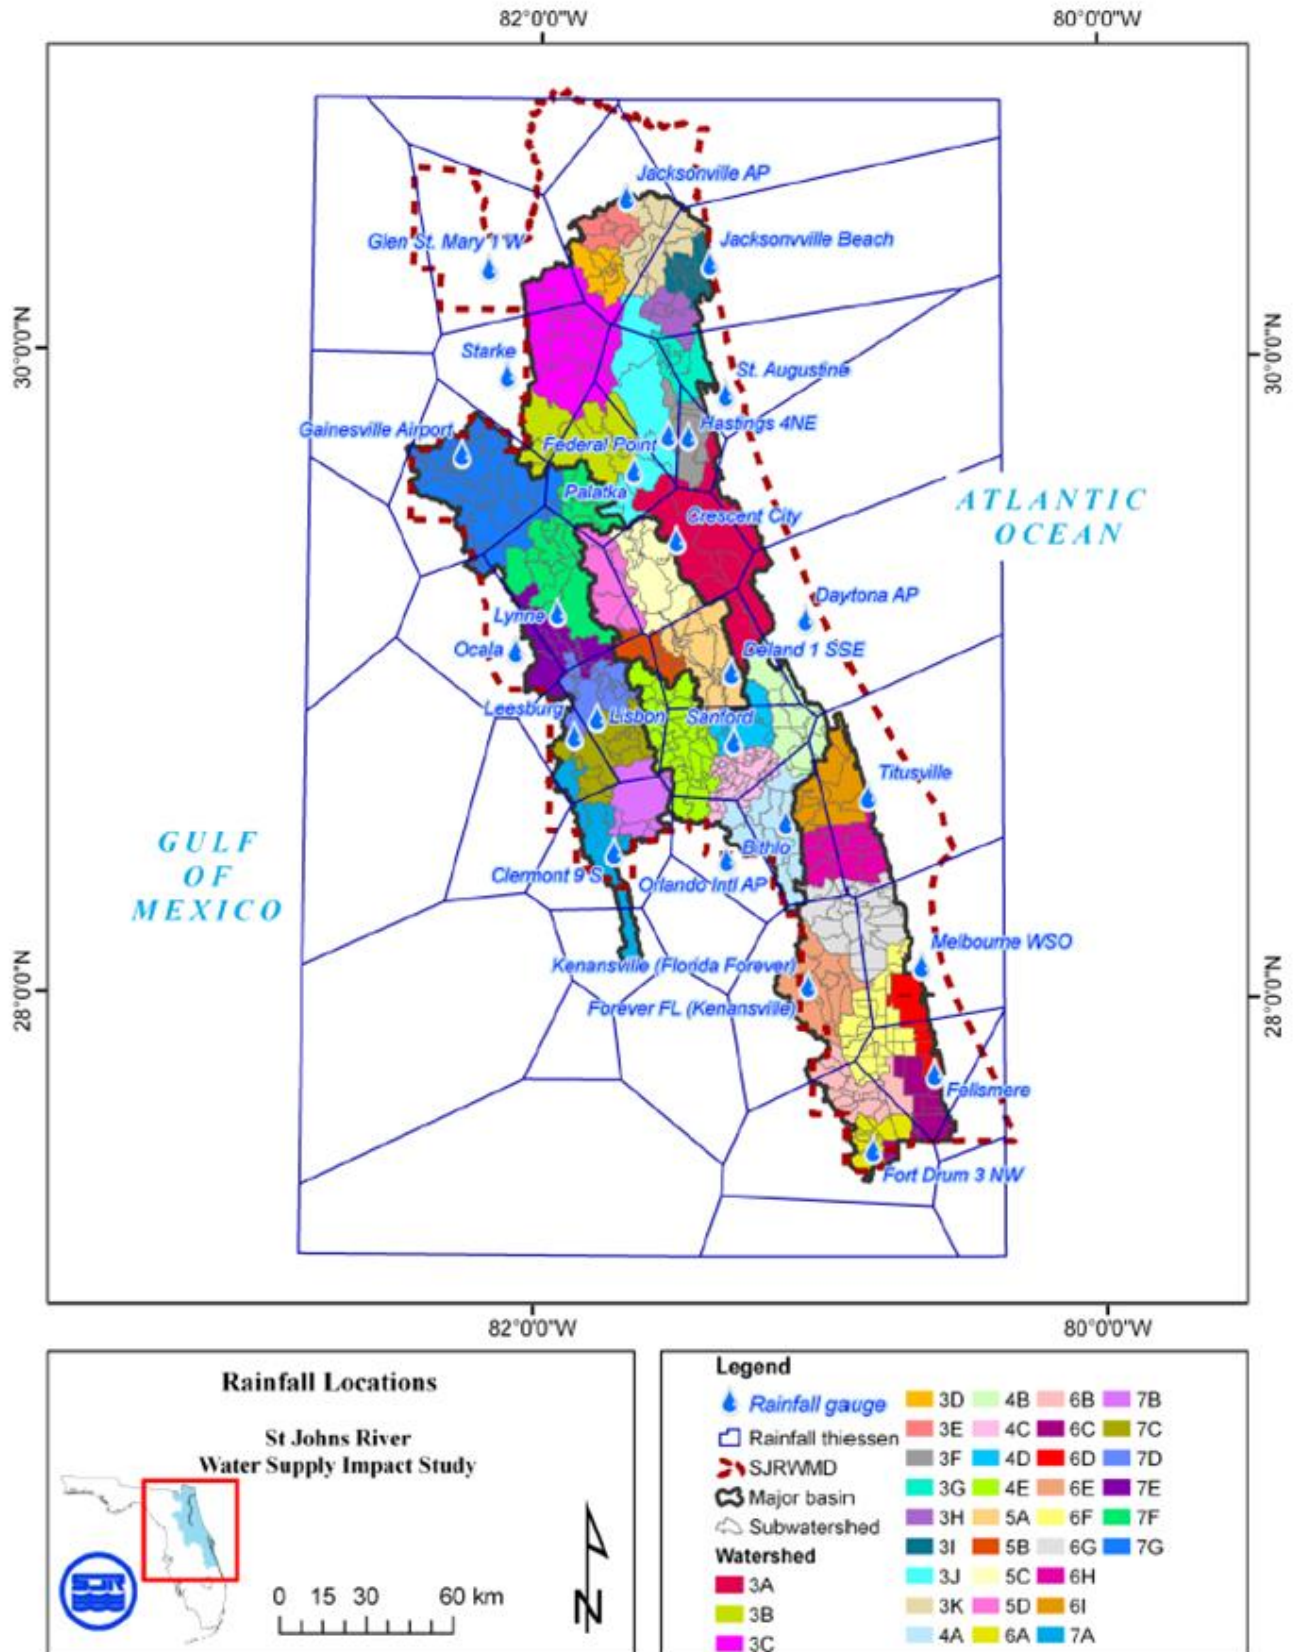 82°0'0"W
80°0'0"W
Jacksonville AP
Glen St. Mary 1 W
Jacksonvville Beach
30°0'0"N
30°0'0"N
Starke
St. Augustine
Gainesville Airport
Hastings 4NE
Federal Point
Palatka
ATLANTIC
OCEAN
Crescent City
Daytona AP
Lynne
Ocala
Deland 1 SSE
Leesburg
Lisbon
Sanford
Titusville
GULF
OF
MEXICO
Bithlo
Clermont 9 S
Orlando Intl AP
Melbourne WSO
Kenansville (Florida Forever)
28°0'0"N
28°0'0"N
Forever FL (Kenansville)
Fellsmere
Fort Drum 3 NW
82°0'0"W
80°0'0"W
Rainfall Locations
St Johns River
Water Supply Impact Study
SJR
0 15 30 60 km
N
Legend
Rainfall gauge
Rainfall thiessen
SJRWMD
Major basin
Subwatershed
Watershed
3A
3B
3C
3D
3E
3F
3G
3H
3I
3J
3K
4A
4B
4C
4D
4E
5A
5B
5C
5D
6A
6B
6C
6D
6E
6F
6G
6H
6I
7A
7B
7C
7D
7E
7F
7G